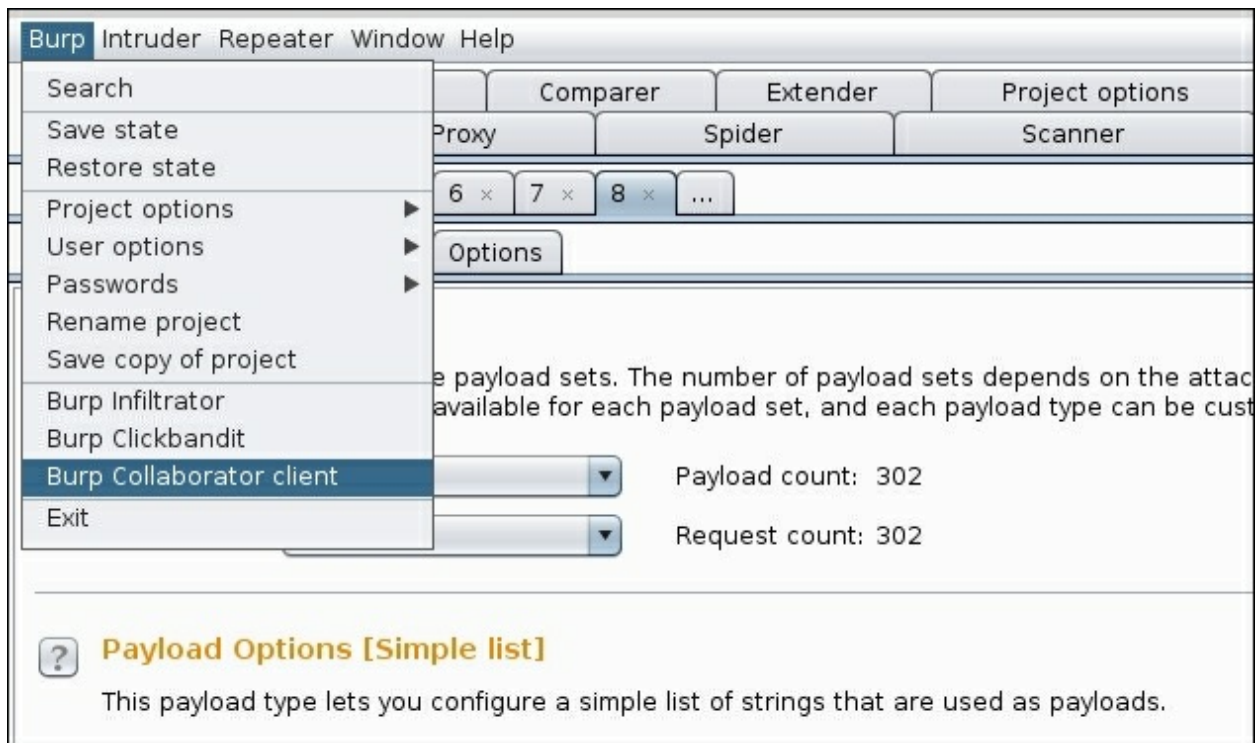 Burp Intruder Repeater Window Help
Search
Save state
Restore state
Project options
User options
Passwords
Rename project
Save copy of project
Burp Infiltrator
Burp Clickbandit
Burp Collaborator client
Exit
Comparer Extender Project options
Proxy Spider Scanner
6 × 7 × 8 × ...
Options
e payload sets. The number of payload sets depends on the attac
available for each payload set, and each payload type can be cust
Payload count: 302
Request count: 302
? Payload Options [Simple list]
This payload type lets you configure a simple list of strings that are used as payloads.